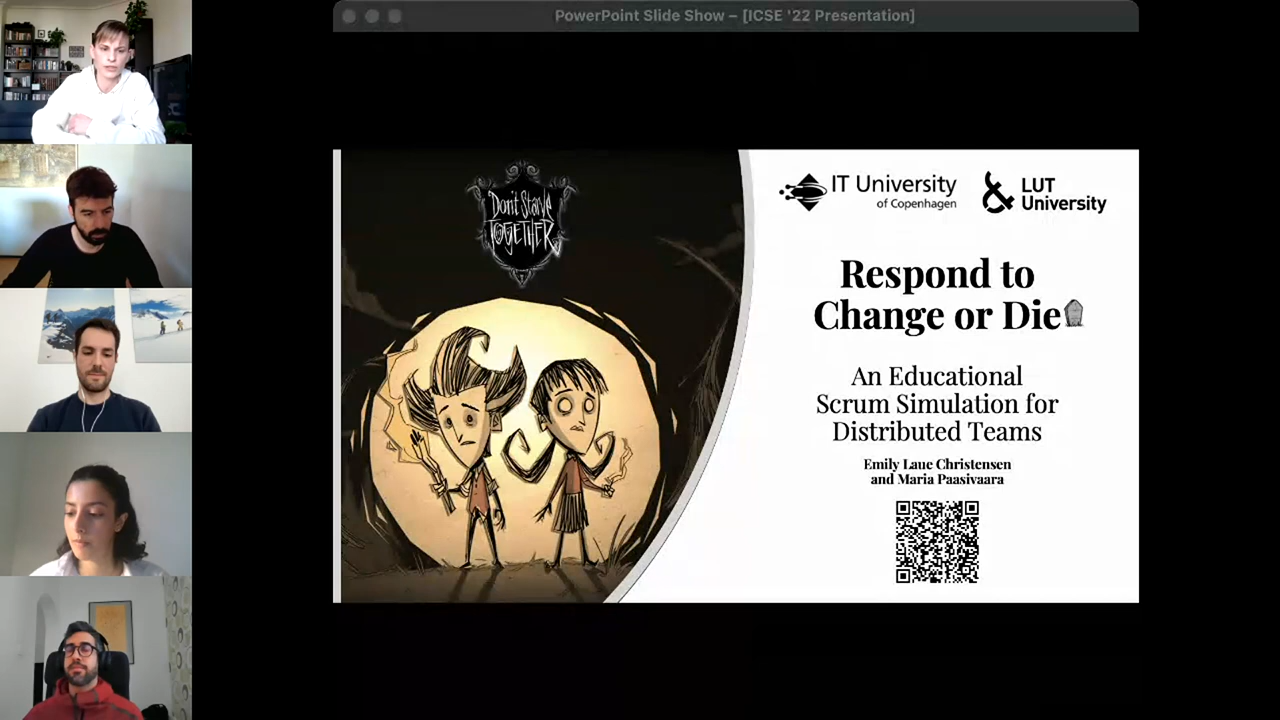 PowerPoint Slide Show – [ICSE '22 Presentation]
Don't Starve
TOGETHER
IT University
of Copenhagen
LUT
University
Respond to
Change or Die
An Educational
Scrum Simulation for
Distributed Teams
Emily Laue Christensen
and Maria Paasivaara